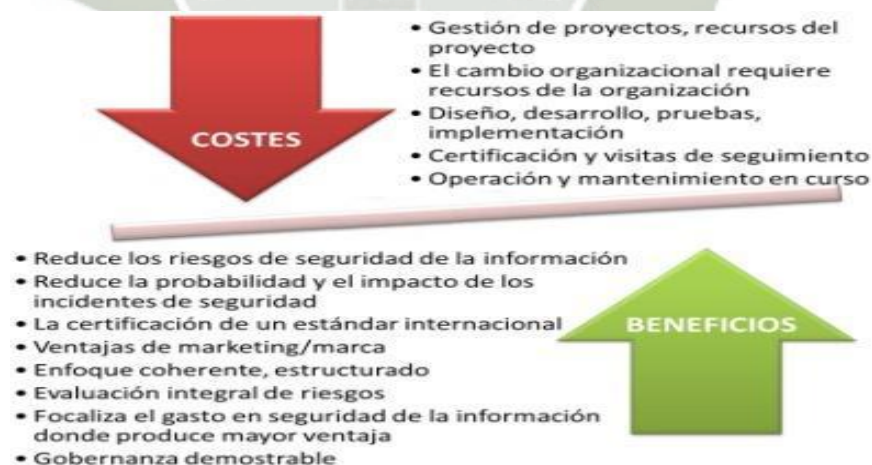 • Gestión de proyectos, recursos del
proyecto
• El cambio organizacional requiere
recursos de la organización
• Diseño, desarrollo, pruebas,
implementación
• Certificación y visitas de seguimiento
• Operación y mantenimiento en curso
COSTES
• Reduce los riesgos de seguridad de la información
• Reduce la probabilidad y el impacto de los
incidentes de seguridad
• La certificación de un estándar internacional
• Ventajas de marketing/marca
• Enfoque coherente, estructurado
• Evaluación integral de riesgos
• Focaliza el gasto en seguridad de la información
donde produce mayor ventaja
• Gobernanza demostrable
BENEFICIOS